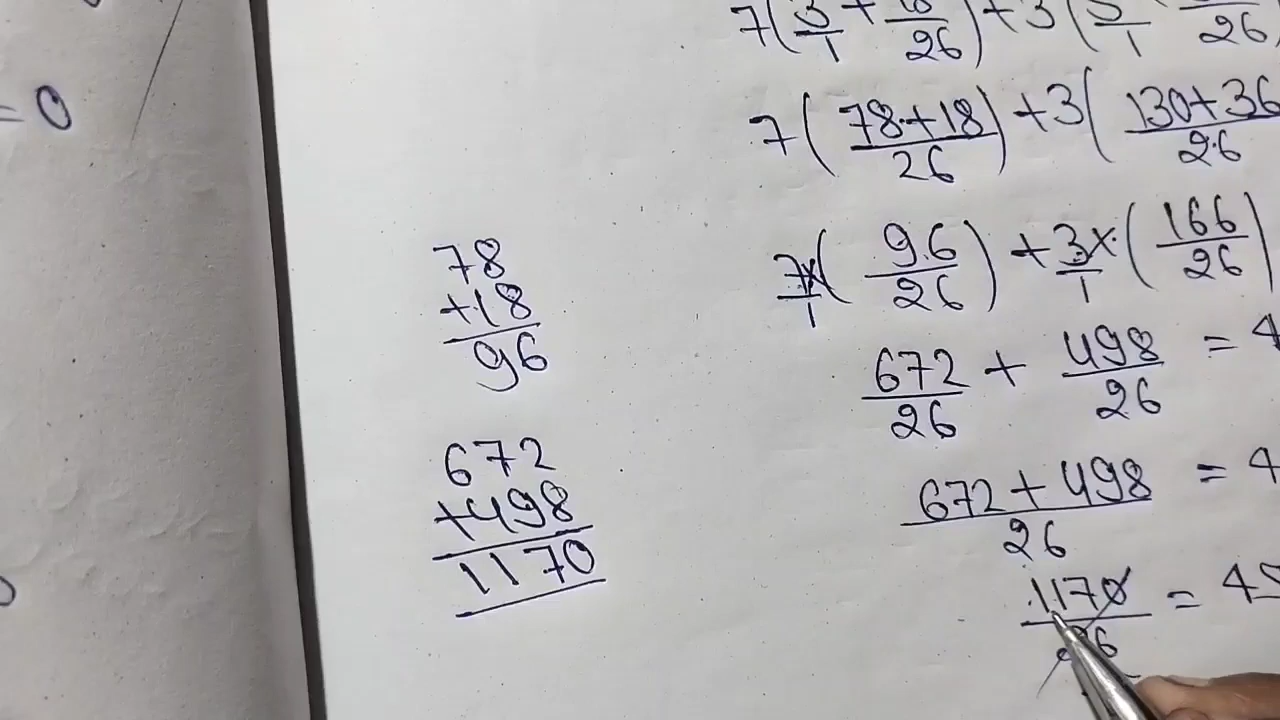 = 0
7(3/1 + 18/26) + 3(5/1
26
7(78+18/26) + 3(130+36/26
7/1×(96/26) + 3/1×(166/26)
672/26 + 498/26 = 4
672+498/26 = 4
1170/26 = 45
78
+18
96
672
+498
1170